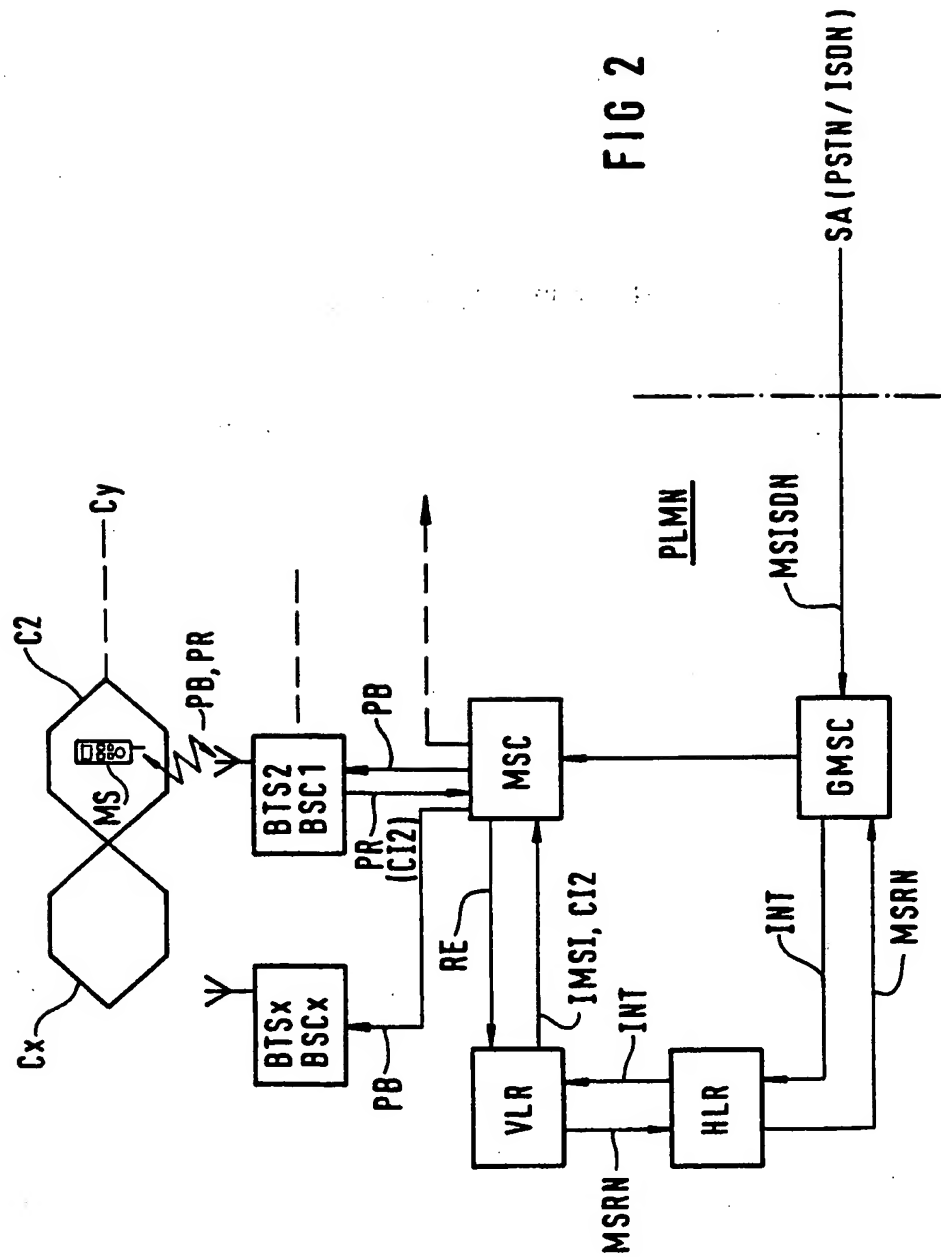 Cx
C2
MS
Cy
PB, PR
BTSx
BSCx
BTS2
BSC1
PB
PR
(CI2)
PB
FIG 2
VLR
RE
MSC
IMSI, CI2
INT
MSRN
HLR
PLMN
INT
MSRN
GMSC
MSISDN
SA(PSTN/ISDN)